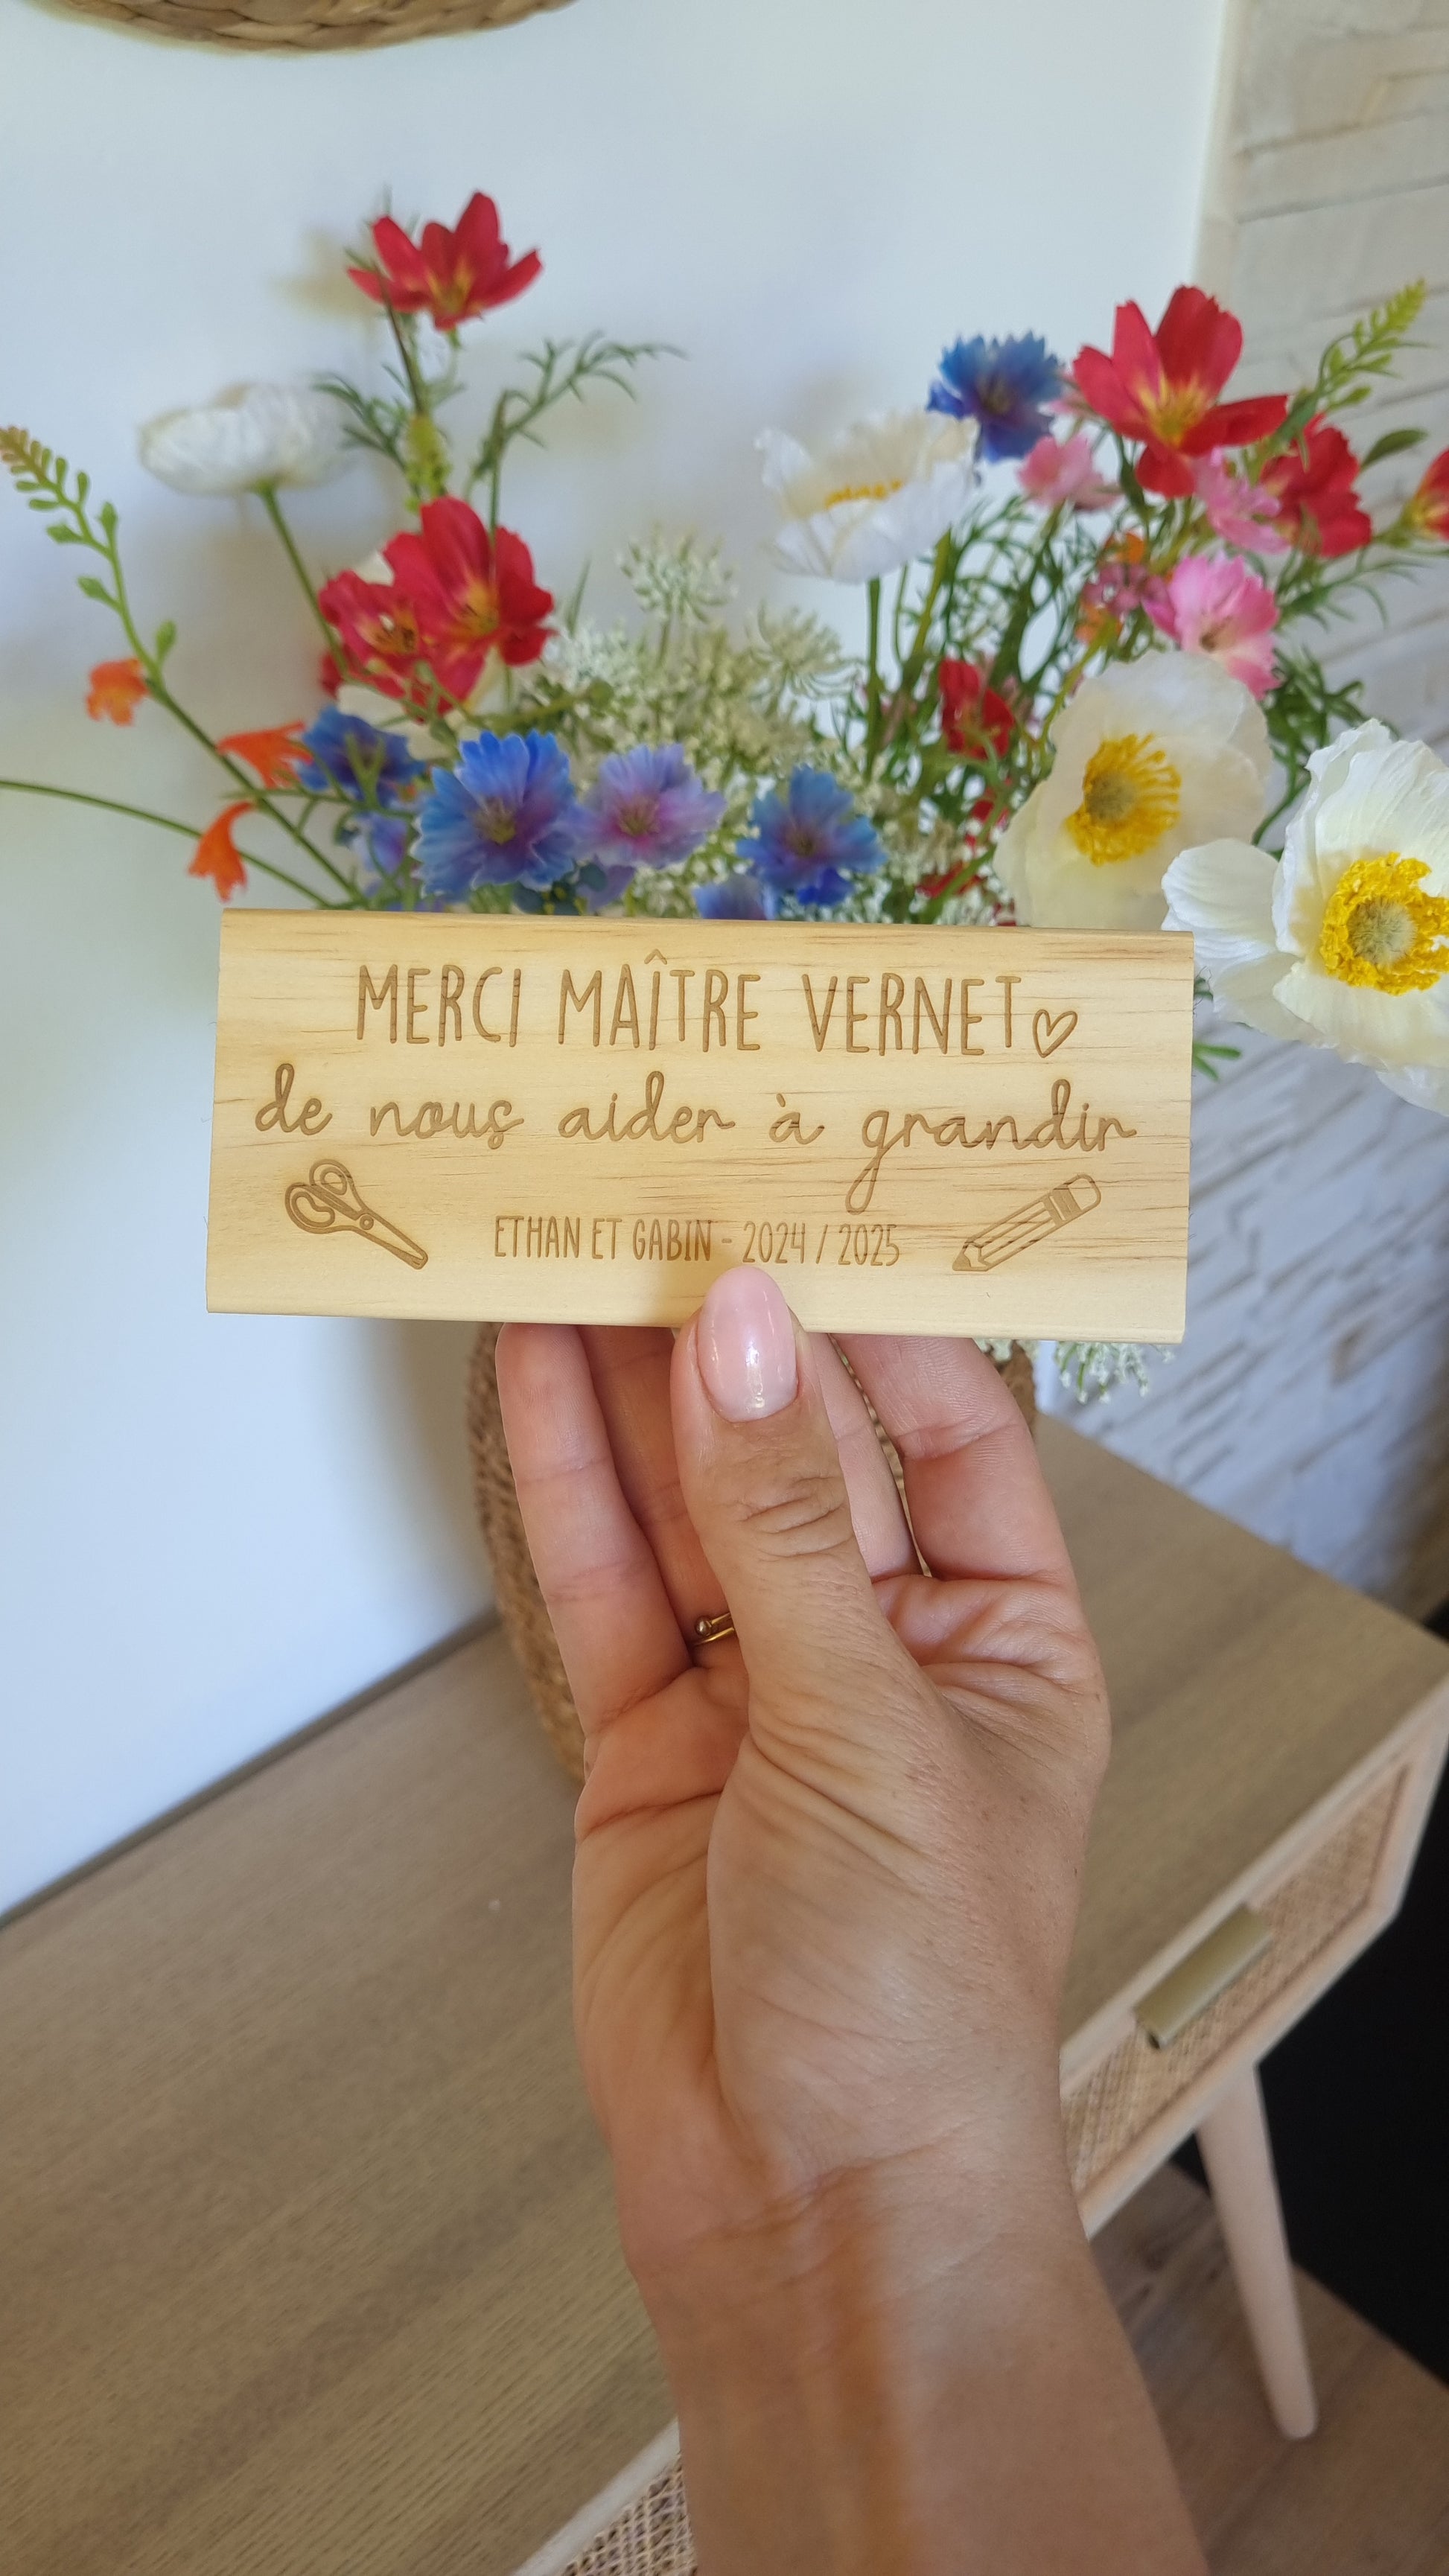 MERCI MAÎTRE VERNET
de nous aider à grandir
ETHAN ET GABIN - 2024 / 2025